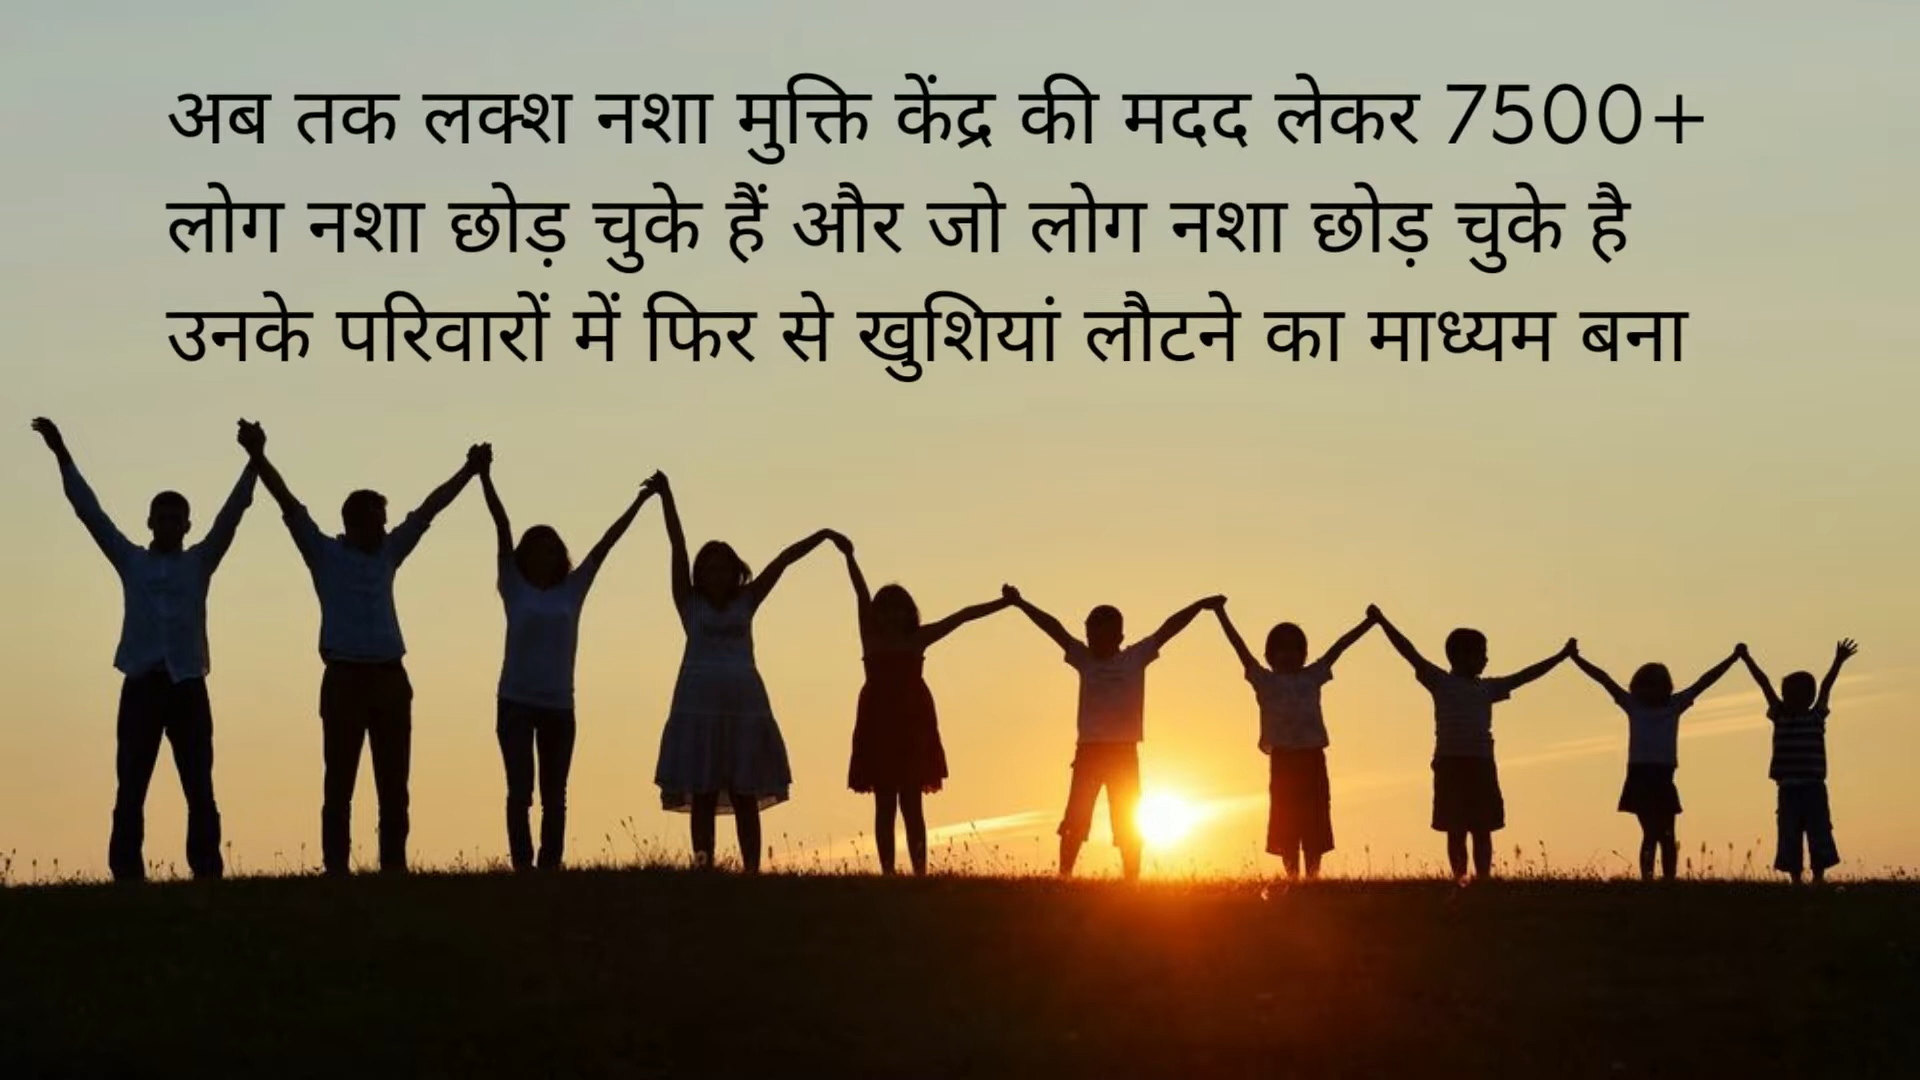 अब तक लक्श नशा मुक्ति केंद्र की मदद लेकर 7500+
लोग नशा छोड़ चुके हैं और जो लोग नशा छोड़ चुके है
उनके परिवारों में फिर से खुशियां लौटने का माध्यम बना